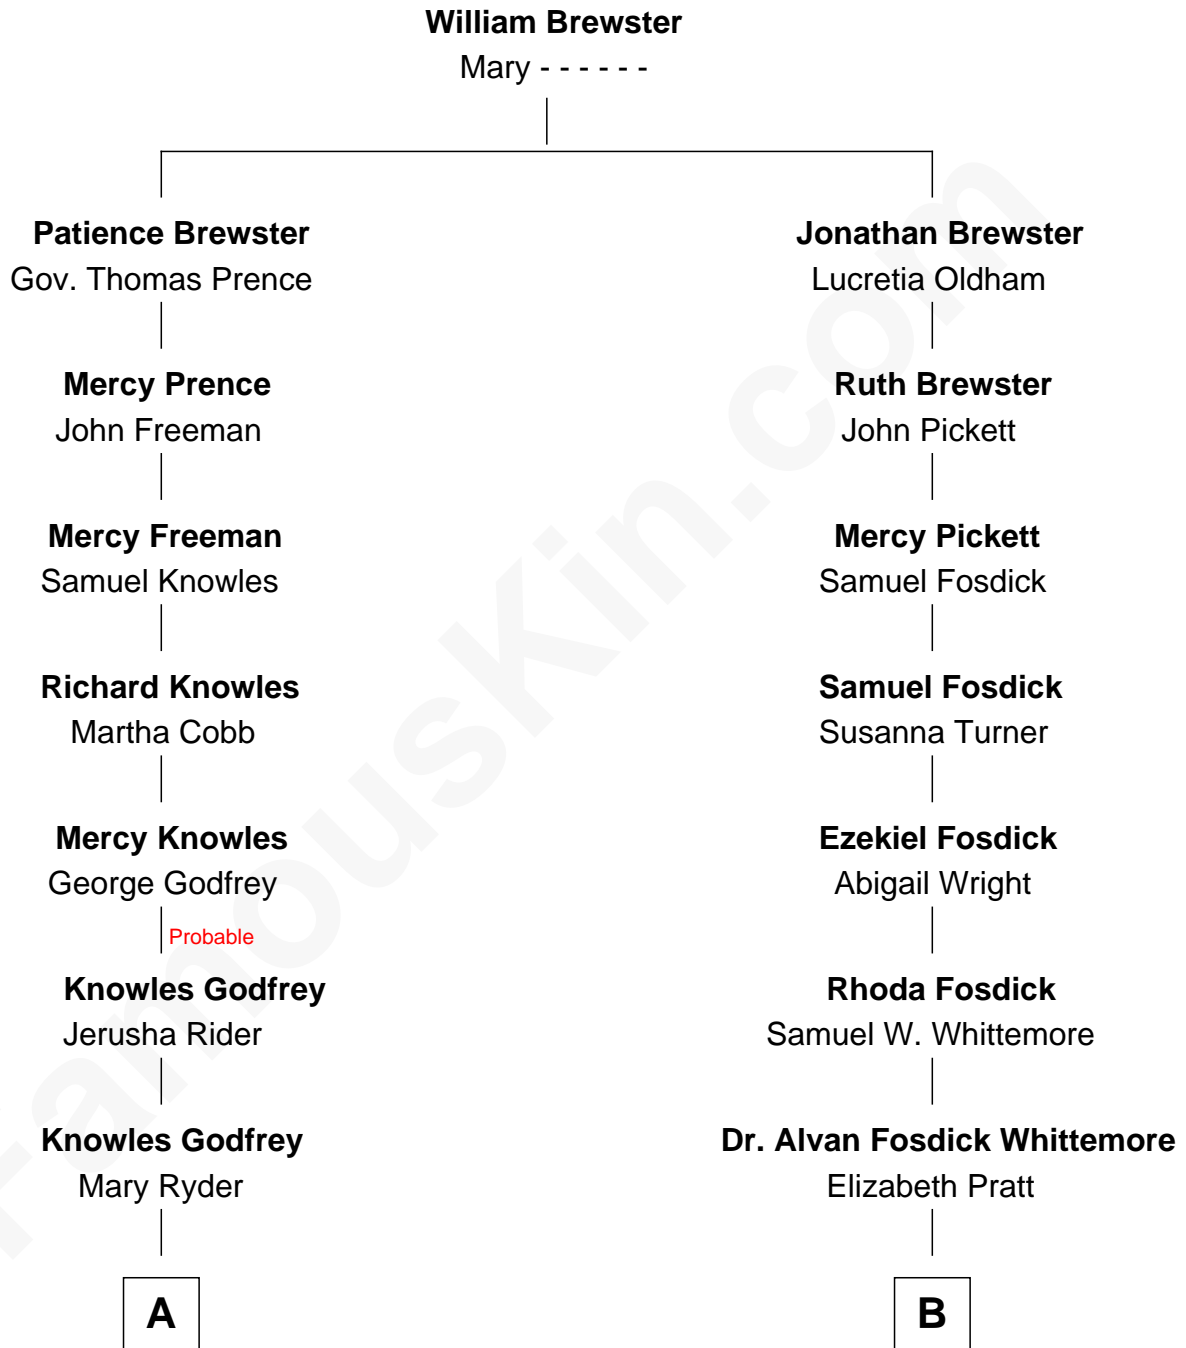 William Brewster
Mary - - - - - -
Patience Brewster
Gov. Thomas Prence
Jonathan Brewster
Lucretia Oldham
Mercy Prence
John Freeman
Ruth Brewster
John Pickett
Mercy Freeman
Samuel Knowles
Mercy Pickett
Samuel Fosdick
Richard Knowles
Martha Cobb
Samuel Fosdick
Susanna Turner
Mercy Knowles
George Godfrey
Ezekiel Fosdick
Abigail Wright
Probable
Knowles Godfrey
Jerusha Rider
Rhoda Fosdick
Samuel W. Whittemore
Knowles Godfrey
Mary Ryder
Dr. Alvan Fosdick Whittemore
Elizabeth Pratt
A
B
FamousKin.com